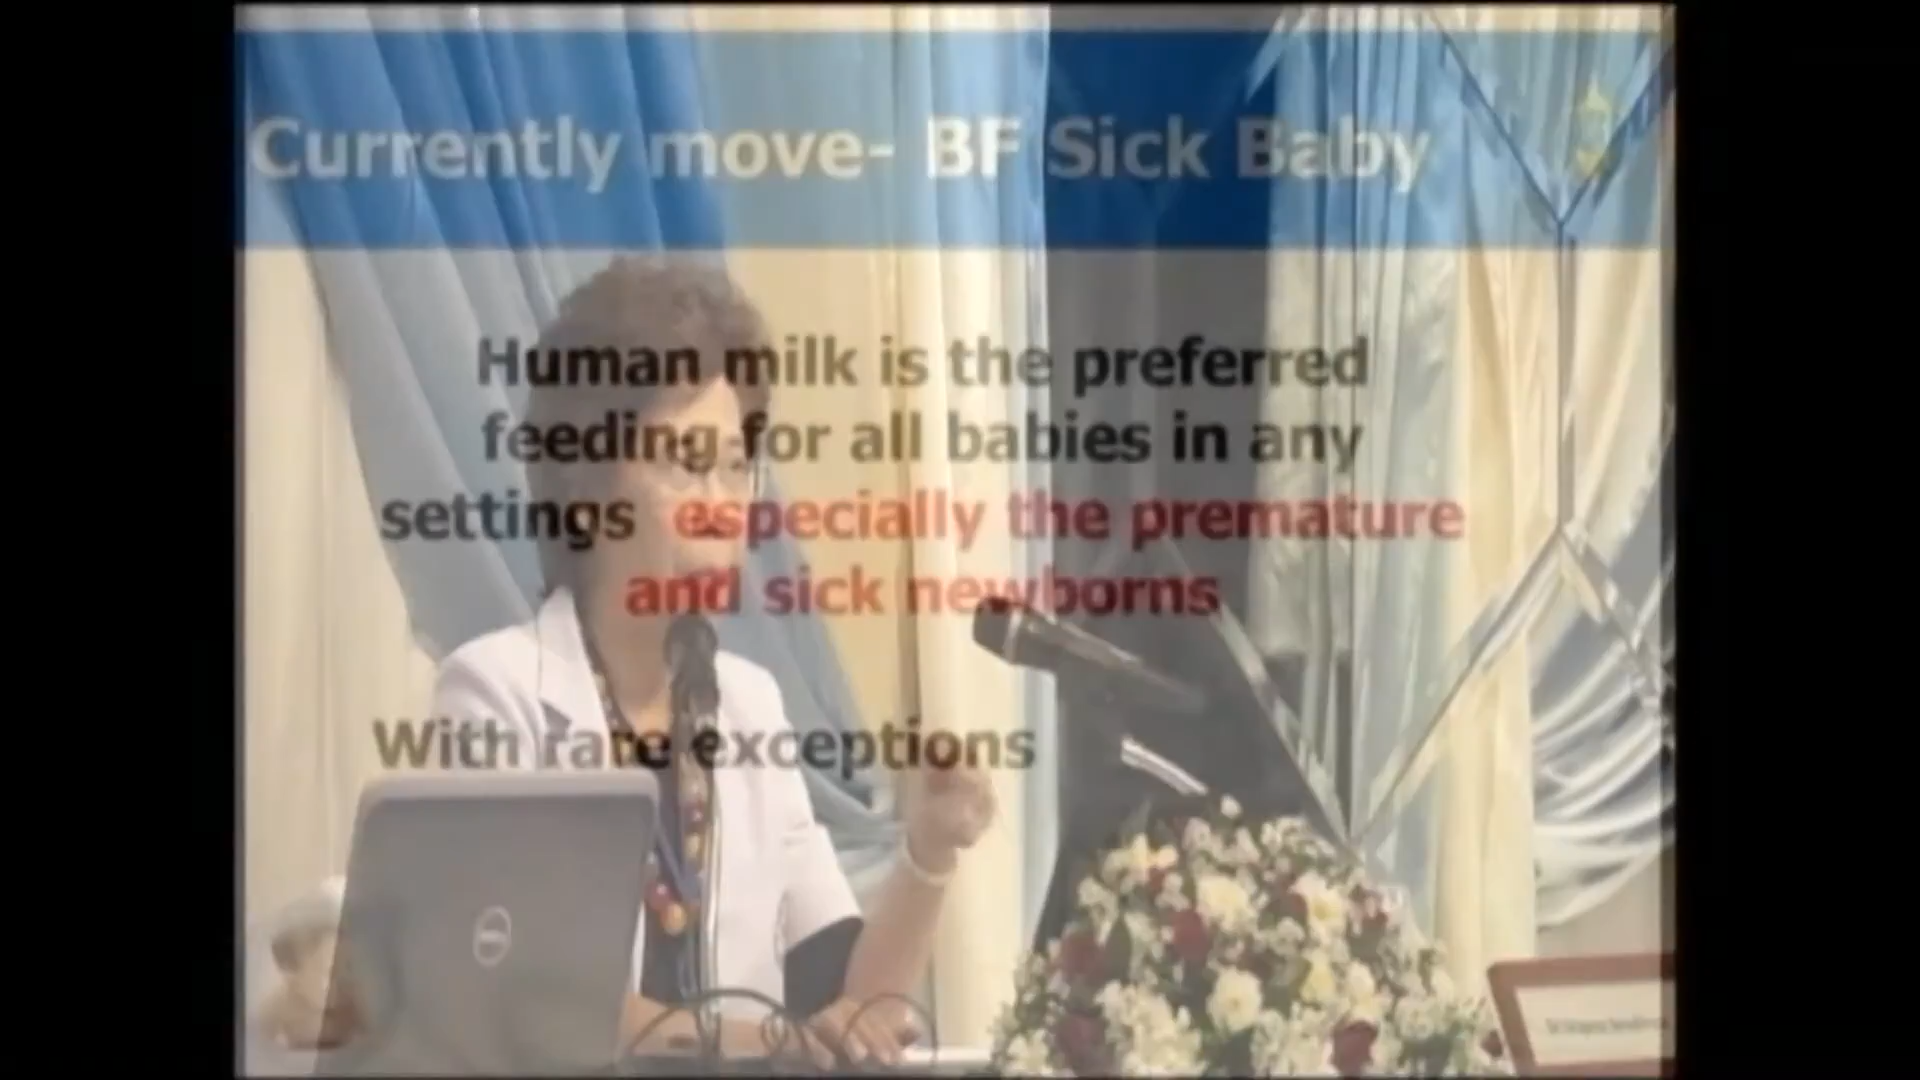 Currently move- BF Sick Baby
Human milk is the preferred
feeding for all babies in any
settings especially the premature
and sick newborns
With rare exceptions
DELL